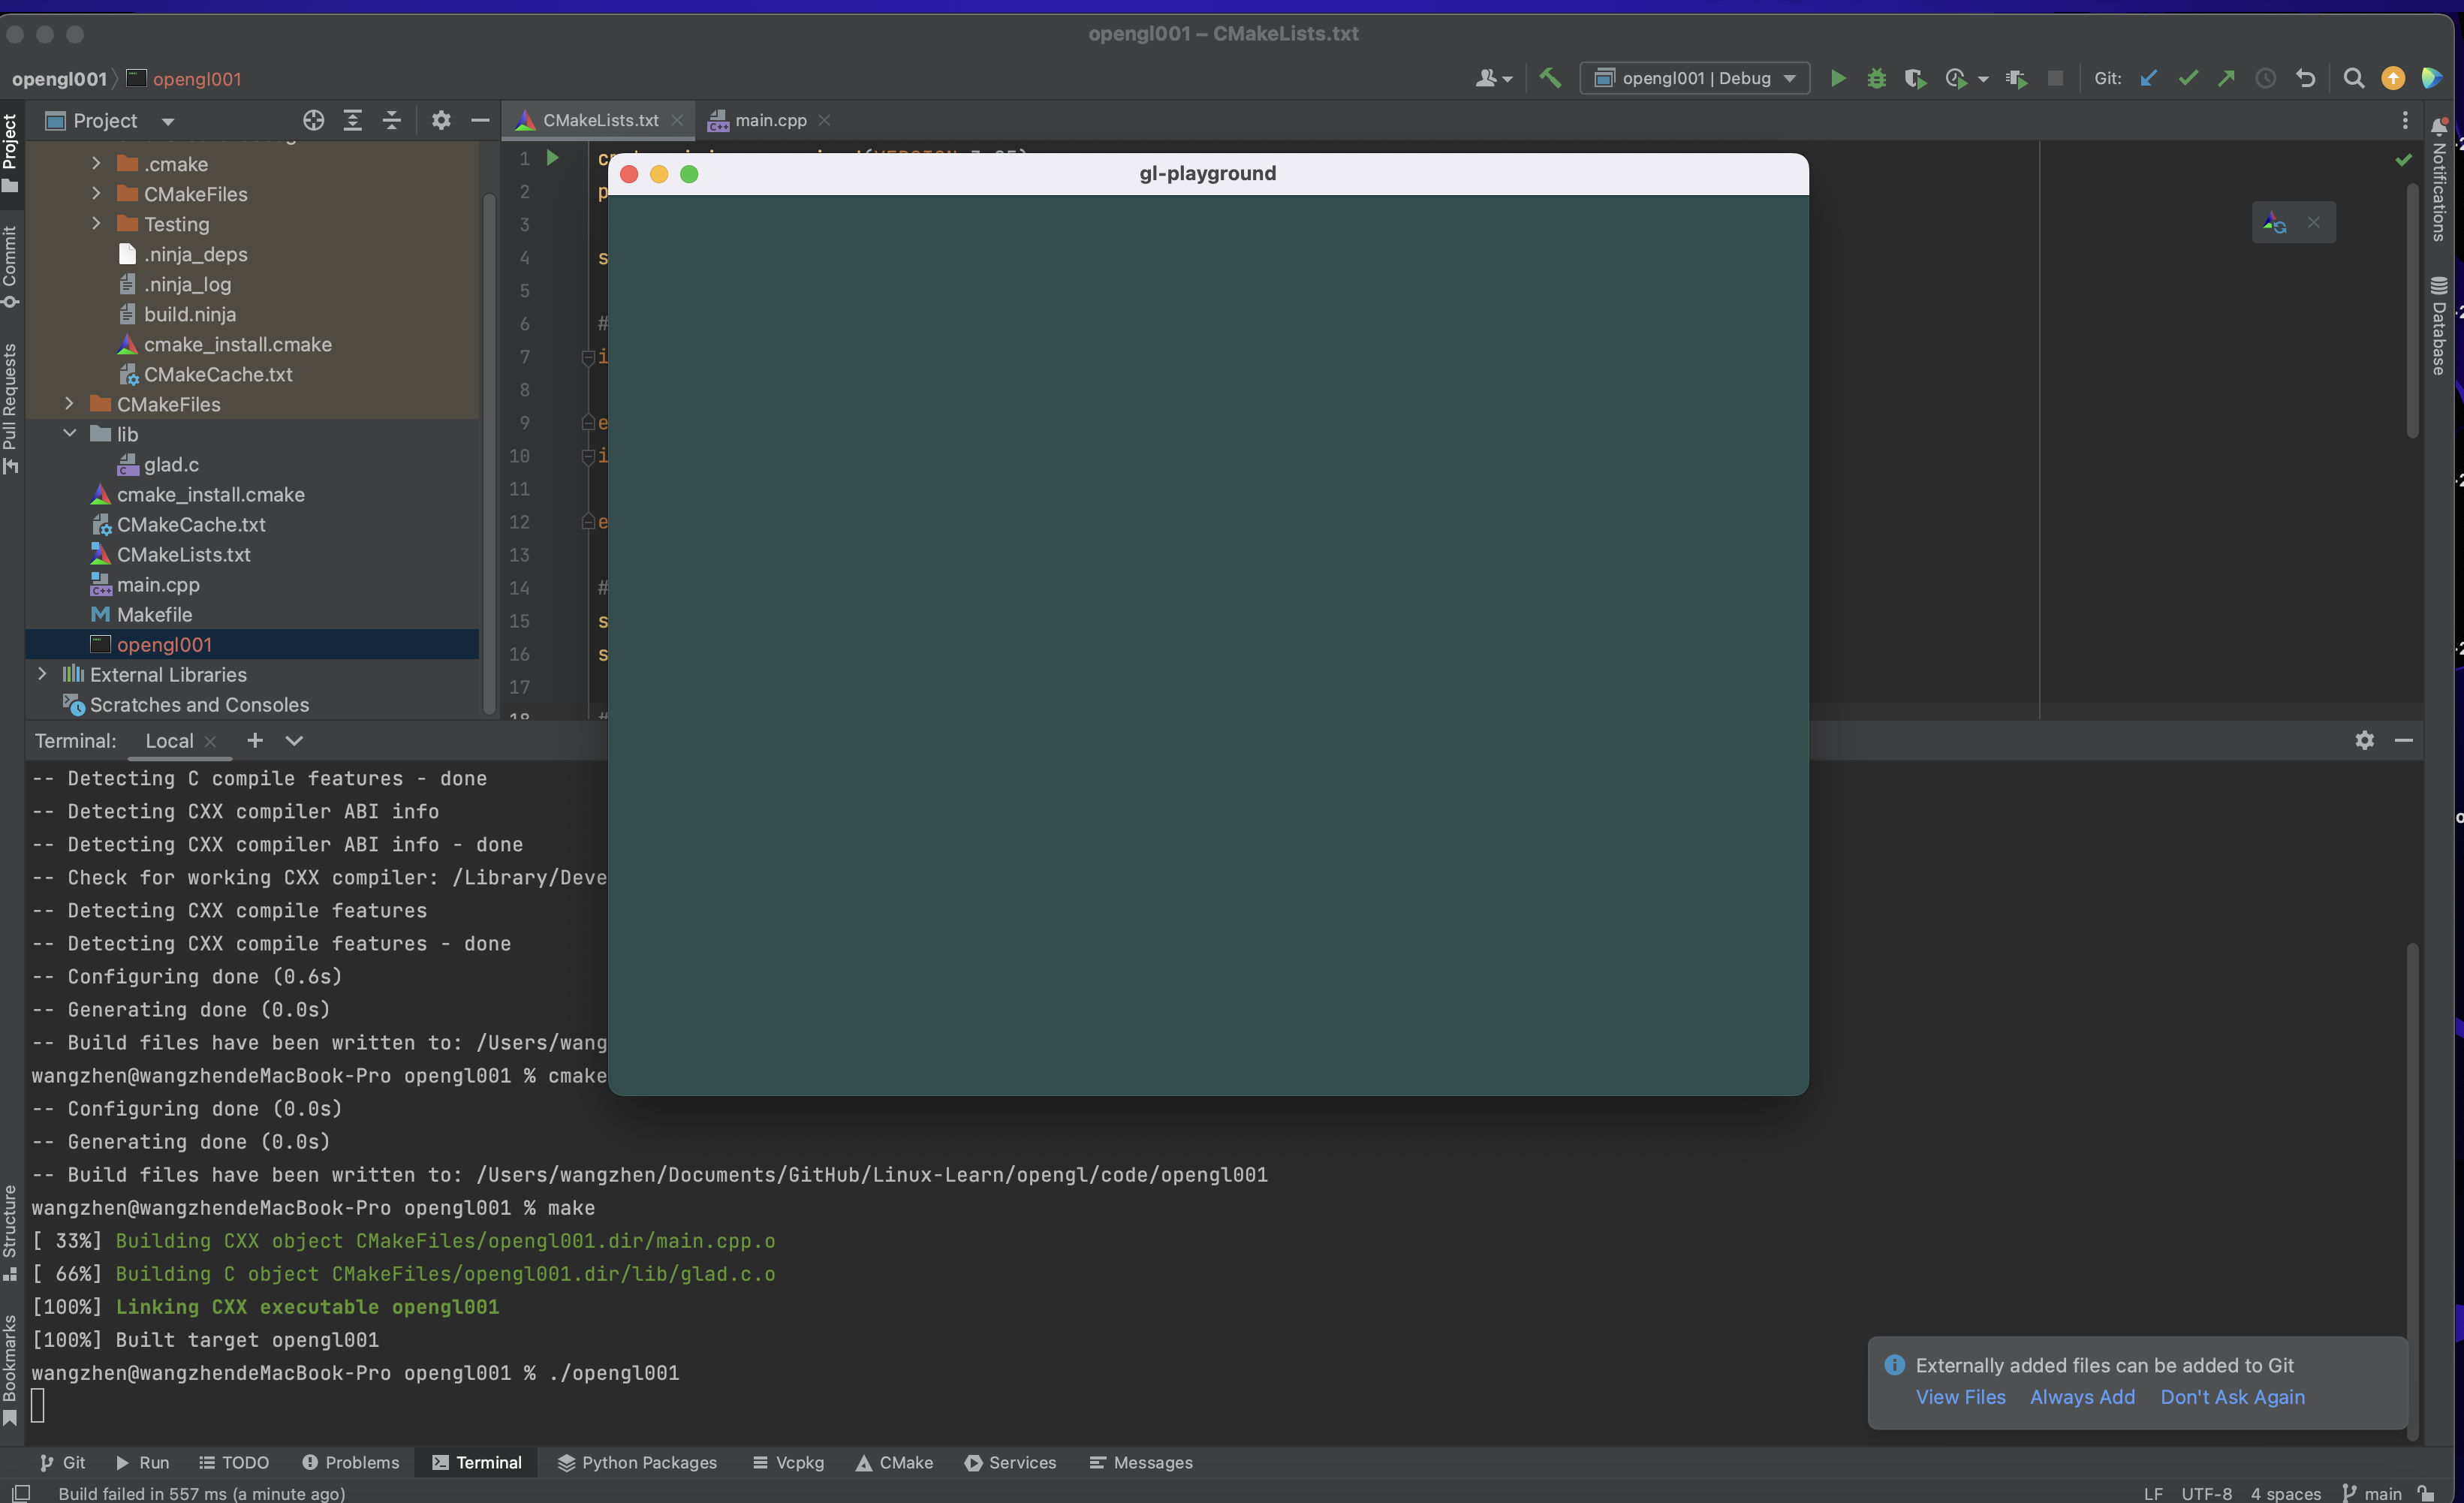 opengl001 – CMakeLists.txt
opengl001 opengl001
opengl001 | Debug
Git:
Project
CMakeLists.txt
main.cpp
.cmake
CMakeFiles
Testing
.ninja_deps
.ninja_log
build.ninja
cmake_install.cmake
CMakeCache.txt
CMakeFiles
lib
glad.c
cmake_install.cmake
CMakeCache.txt
CMakeLists.txt
main.cpp
Makefile
opengl001
External Libraries
Scratches and Consoles
Project
Commit
Pull Requests
Structure
Bookmarks
1
2 p
3
4 s
5
6 #
7 i
8
9 e
10 i
11
12 e
13
14 #
15 s
16 s
17
18 #
gl-playground
Notifications
Database
Terminal: Local
-- Detecting C compile features - done
-- Detecting CXX compiler ABI info
-- Detecting CXX compiler ABI info - done
-- Check for working CXX compiler: /Library/Deve
-- Detecting CXX compile features
-- Detecting CXX compile features - done
-- Configuring done (0.6s)
-- Generating done (0.0s)
-- Build files have been written to: /Users/wang
wangzhen@wangzhendeMacBook-Pro opengl001 % cmake
-- Configuring done (0.0s)
-- Generating done (0.0s)
-- Build files have been written to: /Users/wangzhen/Documents/GitHub/Linux-Learn/opengl/code/opengl001
wangzhen@wangzhendeMacBook-Pro opengl001 % make
[ 33%] Building CXX object CMakeFiles/opengl001.dir/main.cpp.o
[ 66%] Building C object CMakeFiles/opengl001.dir/lib/glad.c.o
[100%] Linking CXX executable opengl001
[100%] Built target opengl001
wangzhen@wangzhendeMacBook-Pro opengl001 % ./opengl001
Externally added files can be added to Git
View Files Always Add Don't Ask Again
Git Run TODO Problems Terminal Python Packages Vcpkg CMake Services Messages
Build failed in 557 ms (a minute ago)
LF UTF-8 4 spaces main